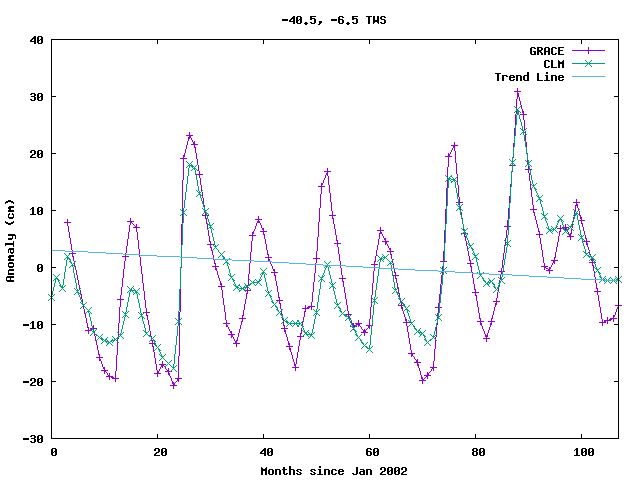 -40.5, -6.5 TWS
GRACE
CLM
Trend Line
40
30
20
10
0
-10
-20
-30
Anomaly (cm)
0 20 40 60 80 100
Months since Jan 2002